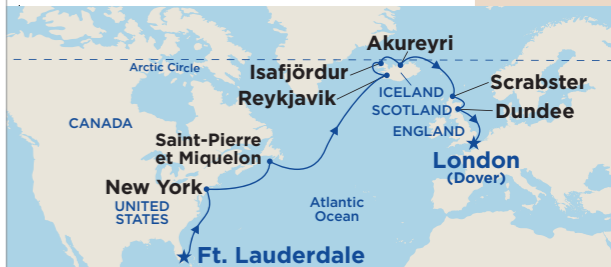 Akureyri
Arctic Circle
Isafjördur
Reykjavik
ICELAND
Scrabster
SCOTLAND
Dundee
CANADA
ENGLAND
Saint-Pierre
et Miquelon
London
(Dover)
New York
UNITED
STATES
Atlantic
Ocean
Ft. Lauderdale